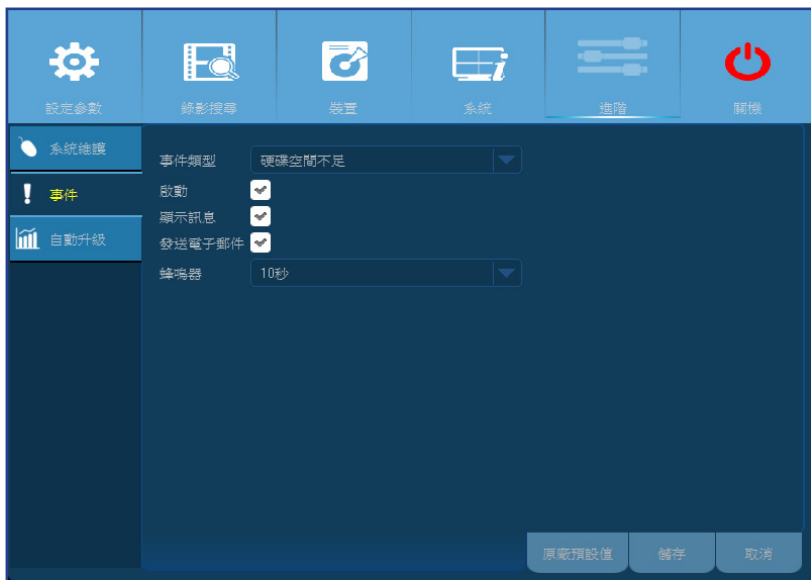 設定參數
錄影搜尋
裝置
系統
進階
關機
系統維護
事件
自動升級
事件類型 硬碟空間不足
啟動
顯示訊息
發送電子郵件
蜂鳴器 10秒
原廠預設值 儲存 取消